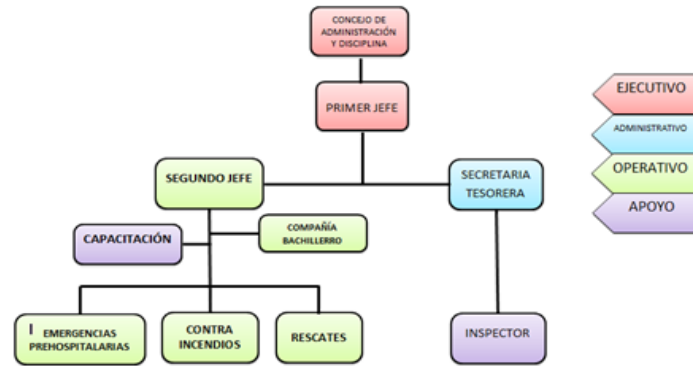 CONCEJO DE
ADMINISTRACIÓN
Y DISCIPLINA
PRIMER JEFE
EJECUTIVO
ADMINISTRATIVO
OPERATIVO
APOYO
SEGUNDO JEFE
SECRETARIA
TESORERA
CAPACITACIÓN
COMPAÑÍA
BACHILLERRO
I EMERGENCIAS
PREHOSPITALARIAS
CONTRA
INCENDIOS
RESCATES
INSPECTOR